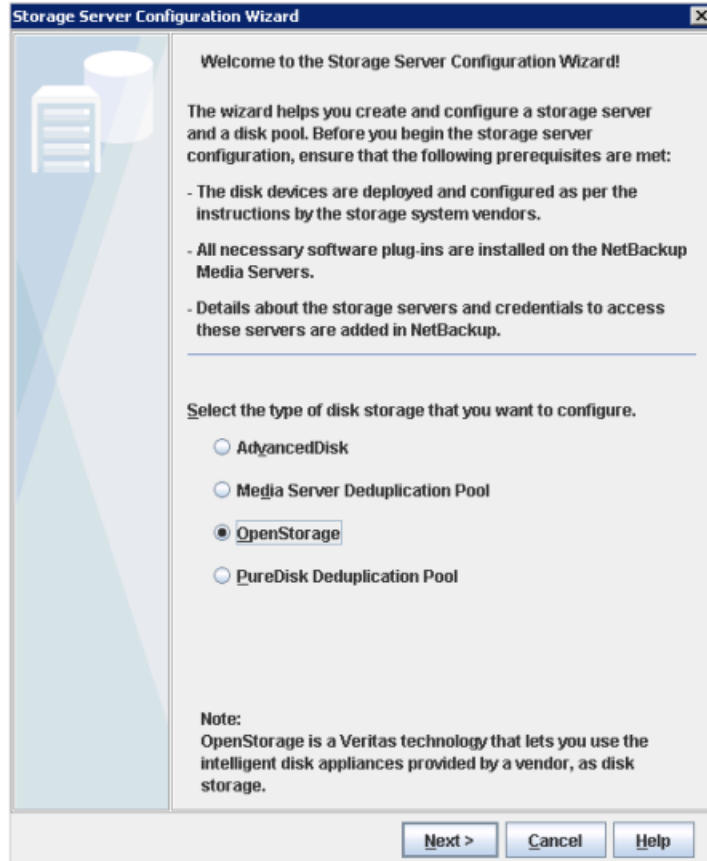 Storage Server Configuration Wizard
Welcome to the Storage Server Configuration Wizard!
The wizard helps you create and configure a storage server
and a disk pool. Before you begin the storage server
configuration, ensure that the following prerequisites are met:
- The disk devices are deployed and configured as per the
instructions by the storage system vendors.
- All necessary software plug-ins are installed on the NetBackup
Media Servers.
- Details about the storage servers and credentials to access
these servers are added in NetBackup.
Select the type of disk storage that you want to configure.
AdvancedDisk
Media Server Deduplication Pool
OpenStorage
PureDisk Deduplication Pool
Note:
OpenStorage is a Veritas technology that lets you use the
intelligent disk appliances provided by a vendor, as disk
storage.
Next >
Cancel
Help